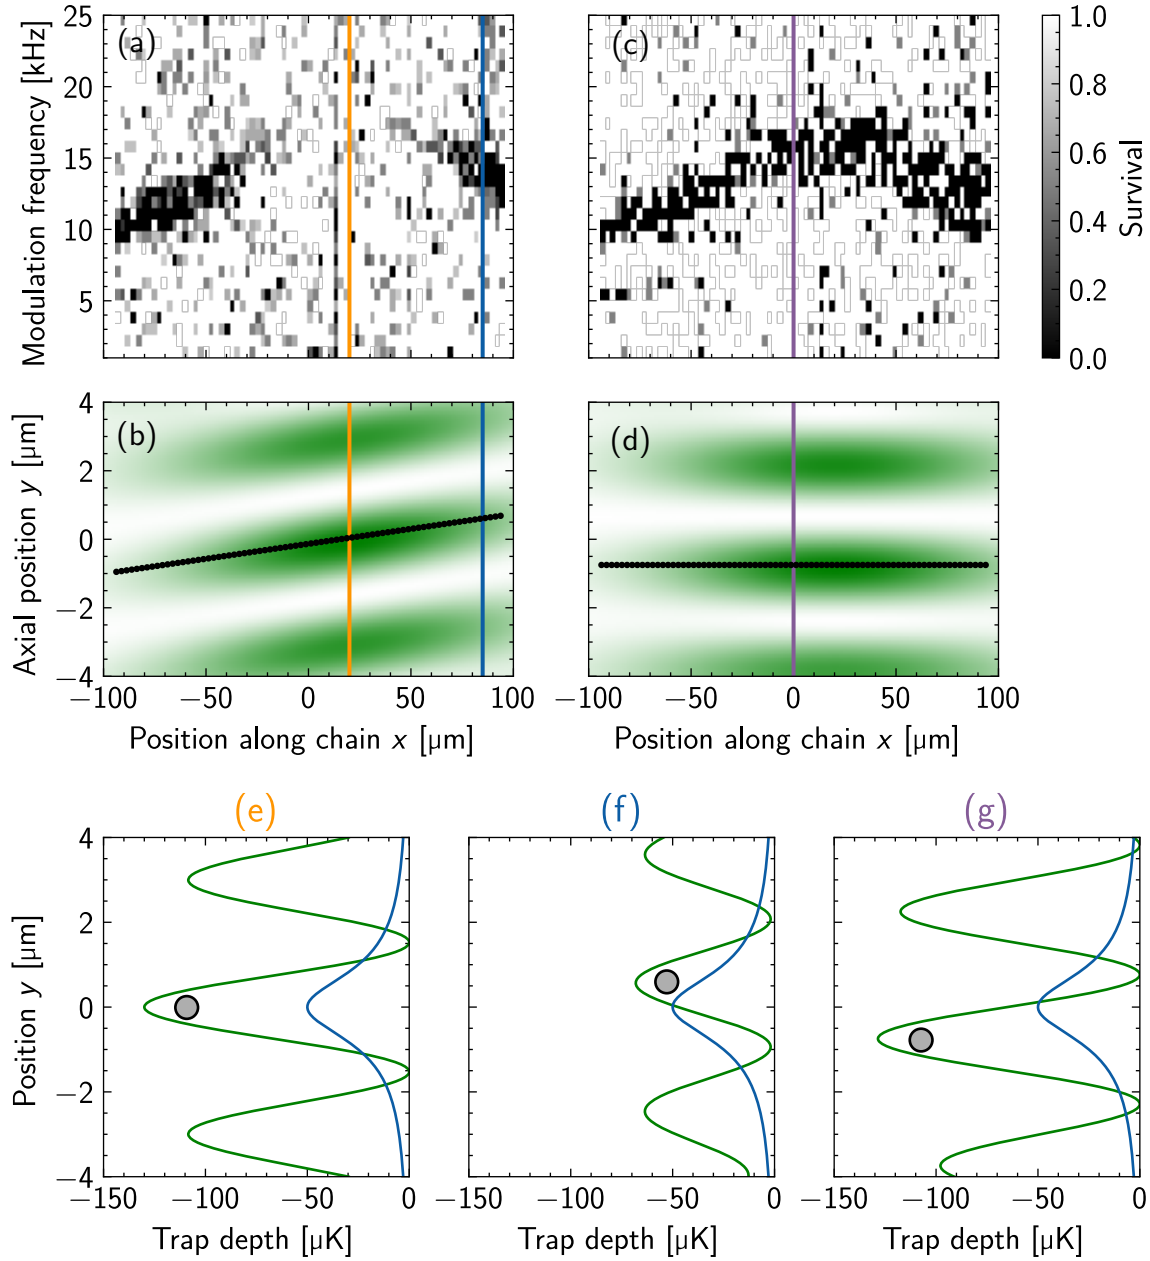 (a)
(c)
Modulation frequency [kHz]
25
20
15
10
5
1.0
0.8
0.6
0.4
0.2
0.0
Survival
(b)
(d)
Axial position y [μm]
4
2
0
−2
−4
−100 −50 0 50 100
−100 −50 0 50 100
Position along chain x [μm]
Position along chain x [μm]
(e)
(f)
(g)
Position y [μm]
4
2
0
−2
−4
−150 −100 −50 0
−150 −100 −50 0
−150 −100 −50 0
Trap depth [μK]
Trap depth [μK]
Trap depth [μK]